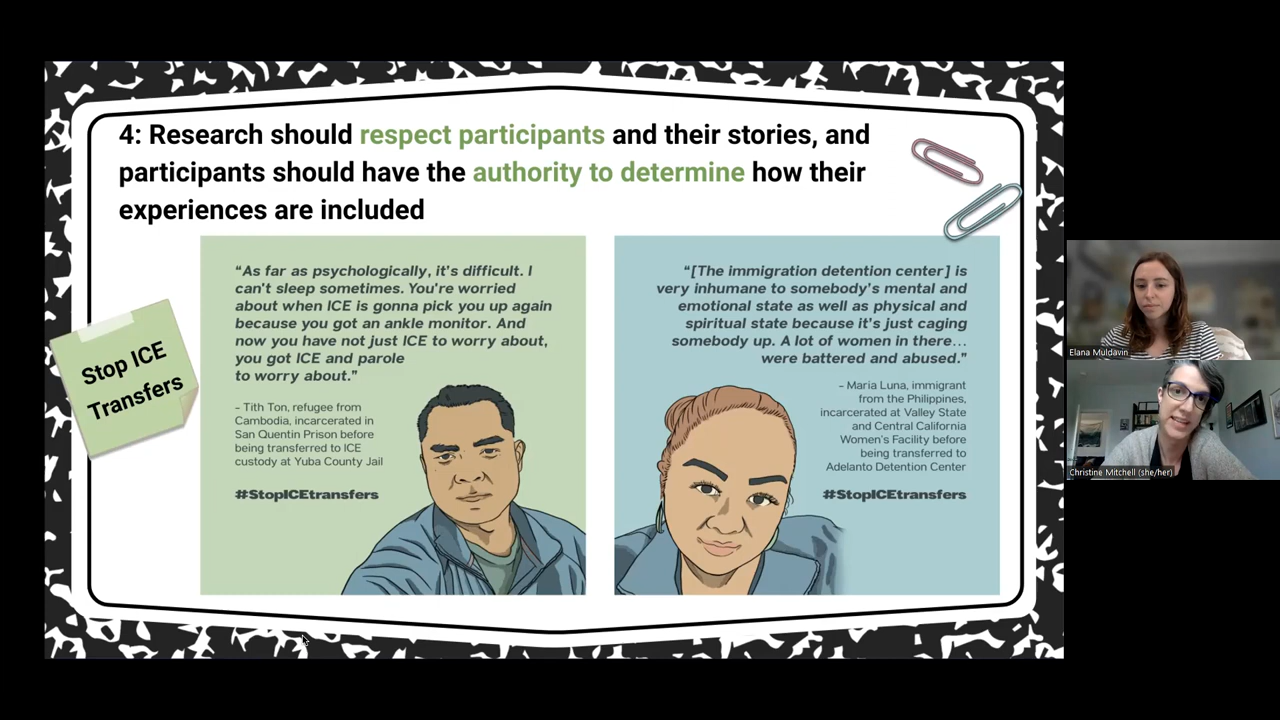 4: Research should respect participants and their stories, and
participants should have the authority to determine how their
experiences are included
Stop ICE
Transfers
“As far as psychologically, it’s difficult. I
can’t sleep sometimes. You’re worried
about when ICE is gonna pick you up again
because you got an ankle monitor. And
now you have not just ICE to worry about,
you got ICE and parole
to worry about.”
– Tith Ton, refugee from
Cambodia, incarcerated in
San Quentin Prison before
being transferred to ICE
custody at Yuba County Jail
#StopICEtransfers
“[The immigration detention center] is
very inhumane to somebody’s mental and
emotional state as well as physical and
spiritual state because it’s just caging
somebody up. A lot of women in there…
were battered and abused.”
– Maria Luna, immigrant
from the Philippines,
incarcerated at Valley State
and Central California
Women’s Facility before
being transferred to
Adelanto Detention Center
#StopICEtransfers
Elana Muldavin
Christine Mitchell (she/her)